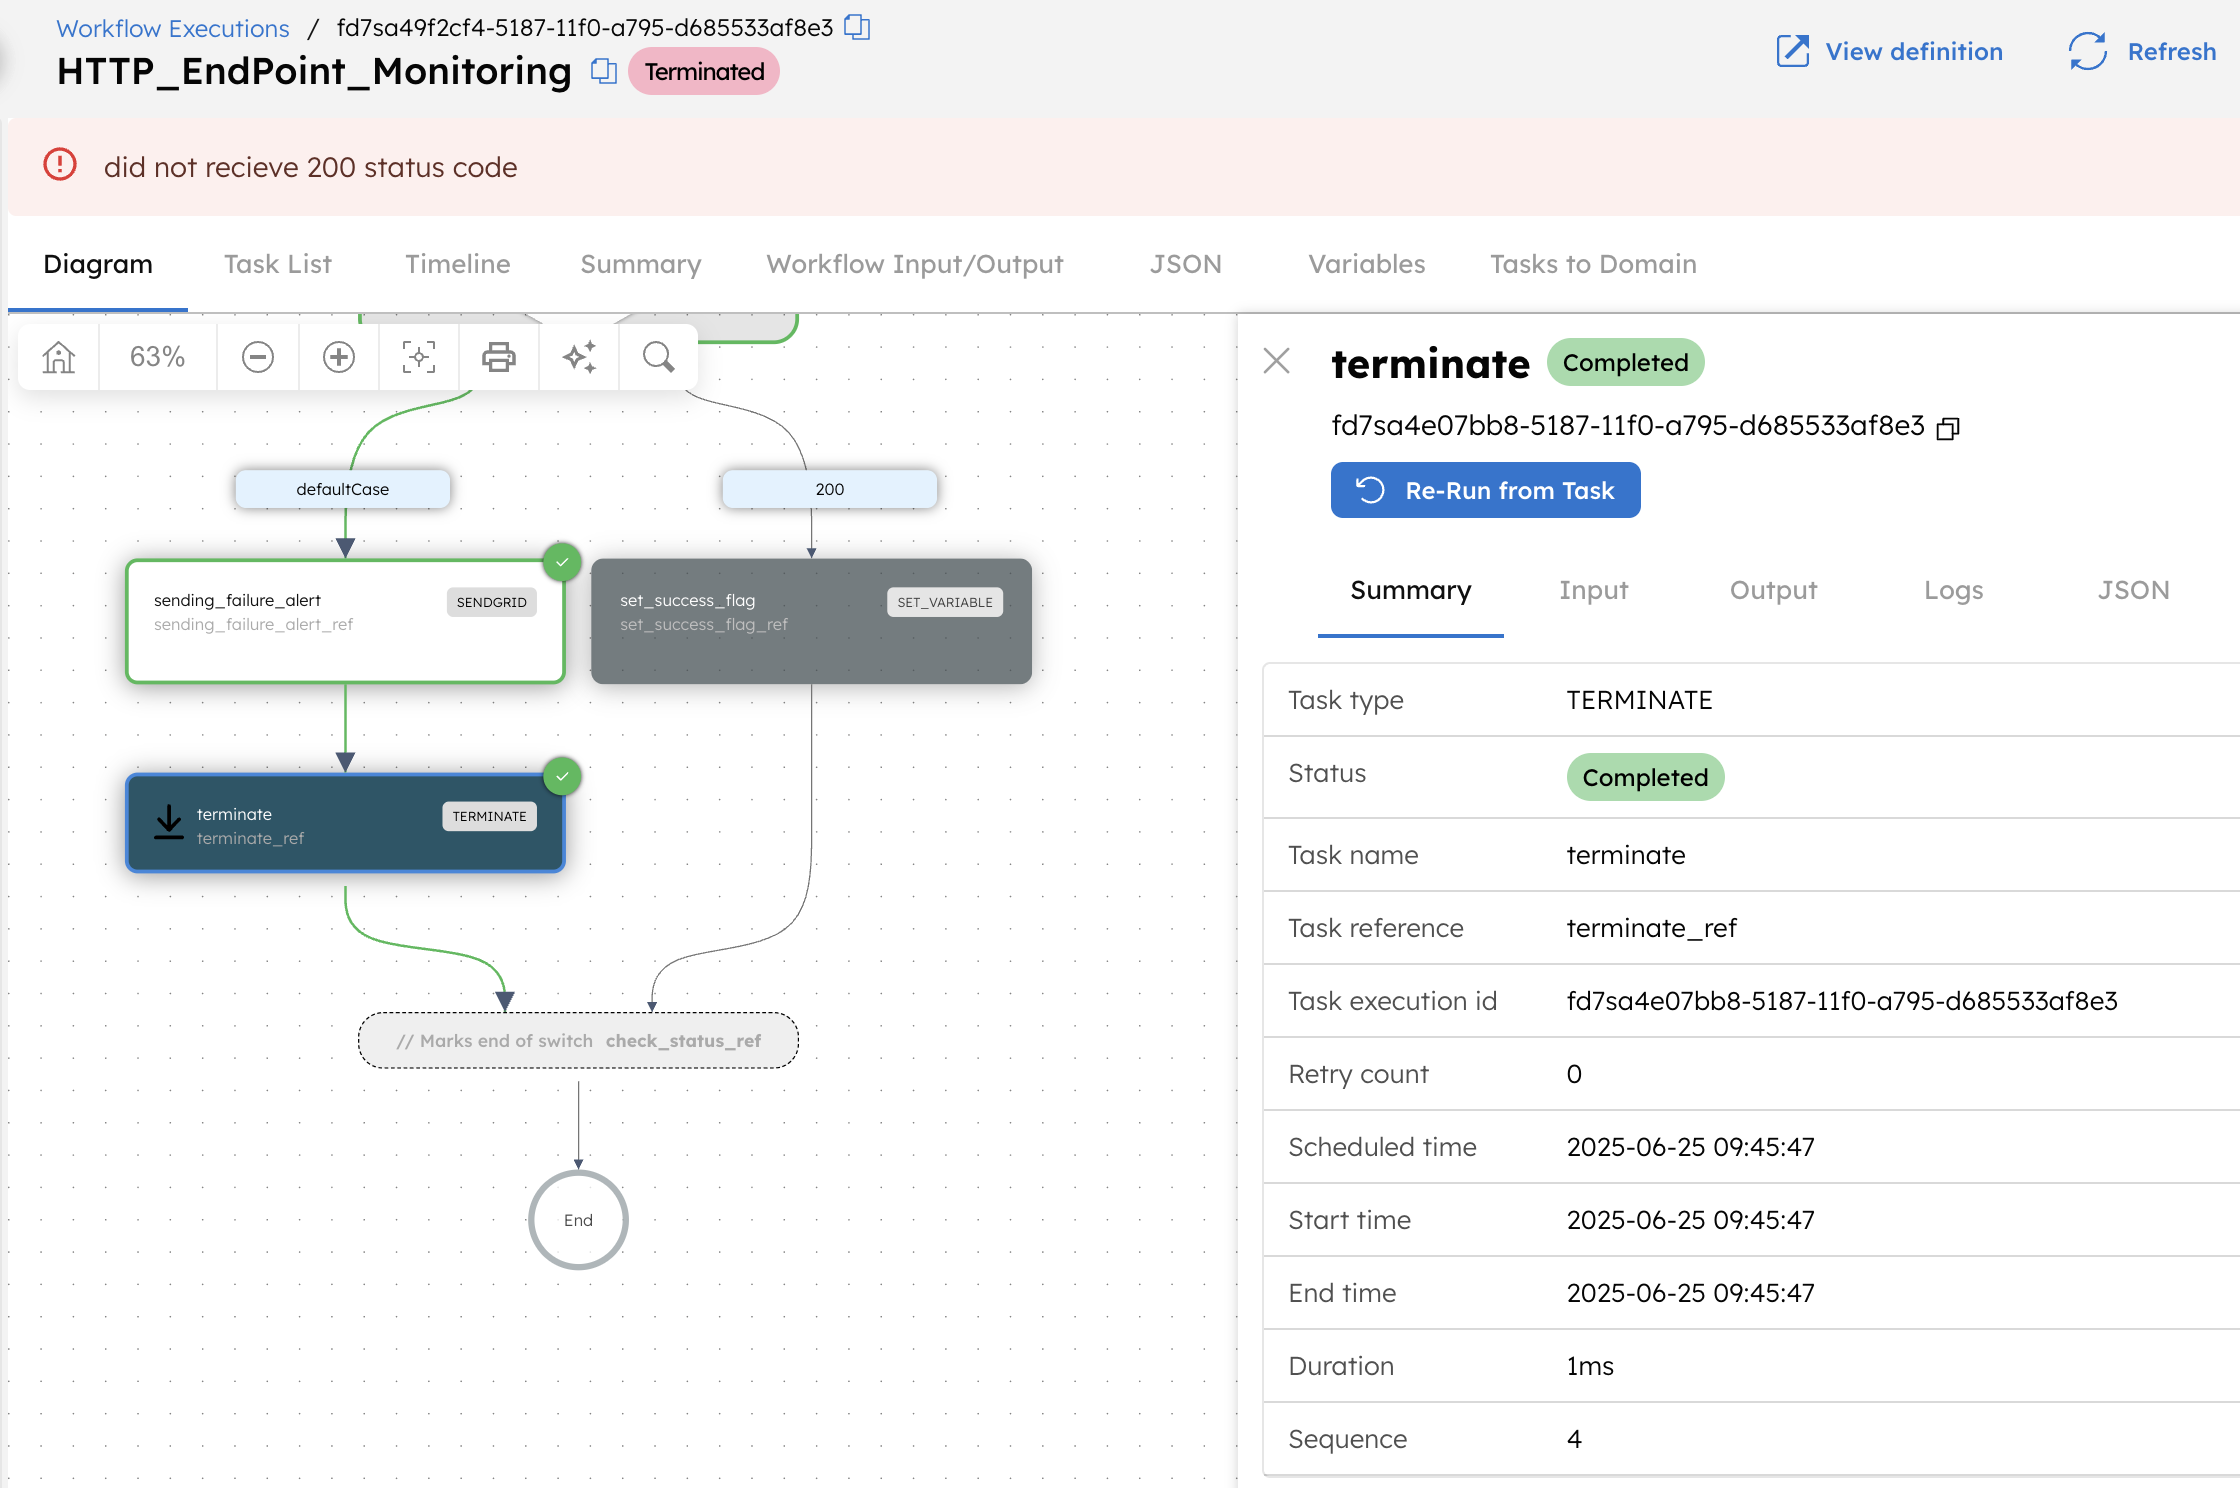 Workflow Executions / fd7sa49f2cf4-5187-11f0-a795-d685533af8e3
HTTP_EndPoint_Monitoring Terminated
View definition Refresh
did not recieve 200 status code
Diagram Task List Timeline Summary Workflow Input/Output JSON Variables Tasks to Domain
63%
defaultCase
200
sending_failure_alert SENDGRID
sending_failure_alert_ref
set_success_flag SET_VARIABLE
set_success_flag_ref
terminate TERMINATE
terminate_ref
// Marks end of switch check_status_ref
End
terminate Completed
fd7sa4e07bb8-5187-11f0-a795-d685533af8e3
Re-Run from Task
Summary Input Output Logs JSON
Task type TERMINATE
Status Completed
Task name terminate
Task reference terminate_ref
Task execution id fd7sa4e07bb8-5187-11f0-a795-d685533af8e3
Retry count 0
Scheduled time 2025-06-25 09:45:47
Start time 2025-06-25 09:45:47
End time 2025-06-25 09:45:47
Duration 1ms
Sequence 4